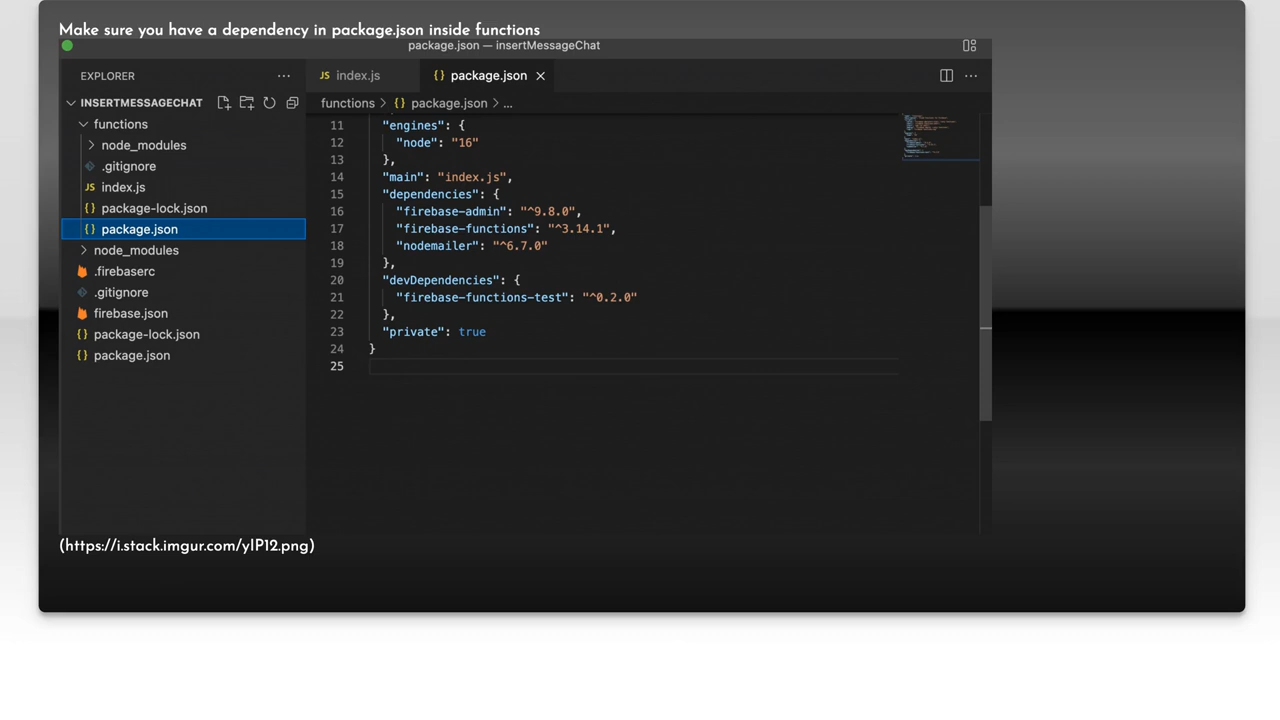 Make sure you have a dependency in package.json inside functions
package.json — insertMessageChat
EXPLORER
JS index.js
{} package.json
INSERTMESSAGECHAT
functions > {} package.json > ...
functions
node_modules
.gitignore
JS index.js
{} package-lock.json
{} package.json
node_modules
.firebaserc
.gitignore
firebase.json
{} package-lock.json
{} package.json
11 "engines": {
12 "node": "16"
13 },
14 "main": "index.js",
15 "dependencies": {
16 "firebase-admin": "^9.8.0",
17 "firebase-functions": "^3.14.1",
18 "nodemailer": "^6.7.0"
19 },
20 "devDependencies": {
21 "firebase-functions-test": "^0.2.0"
22 },
23 "private": true
24 }
25
(https://i.stack.imgur.com/yIP12.png)